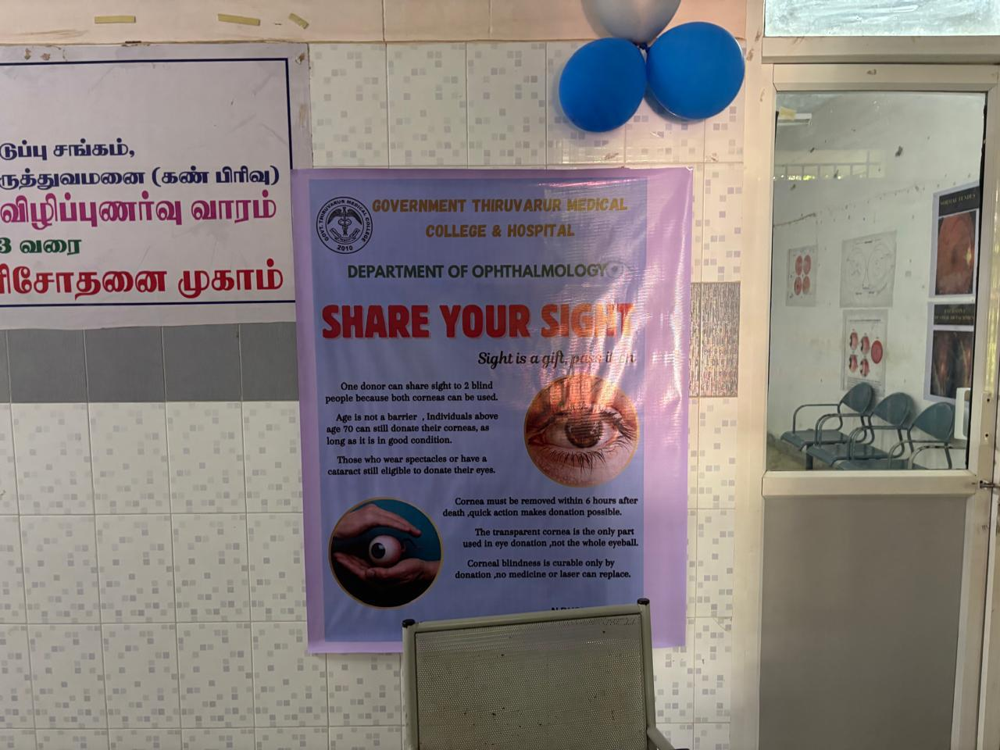 டுப்பு சங்கம்,
ருத்துவமனை (கண் பிரிவு)
விழிப்புணர்வு வாரம்
3 வரை
ரிசோதனை முகாம்
GOVT. THIRUVARUR MEDICAL COLLEGE
2010
GOVERNMENT THIRUVARUR MEDICAL
COLLEGE & HOSPITAL
DEPARTMENT OF OPHTHALMOLOGY
SHARE YOUR SIGHT
Sight is a gift, pass it on
One donor can share sight to 2 blind
people because both corneas can be used.
Age is not a barrier , Individuals above
age 70 can still donate their corneas, as
long as it is in good condition.
Those who wear spectacles or have a
cataract still eligible to donate their eyes.
Cornea must be removed within 6 hours after
death ,quick action makes donation possible.
The transparent cornea is the only part
used in eye donation ,not the whole eyeball.
Corneal blindness is curable only by
donation ,no medicine or laser can replace.
NORMAL FUNDUS